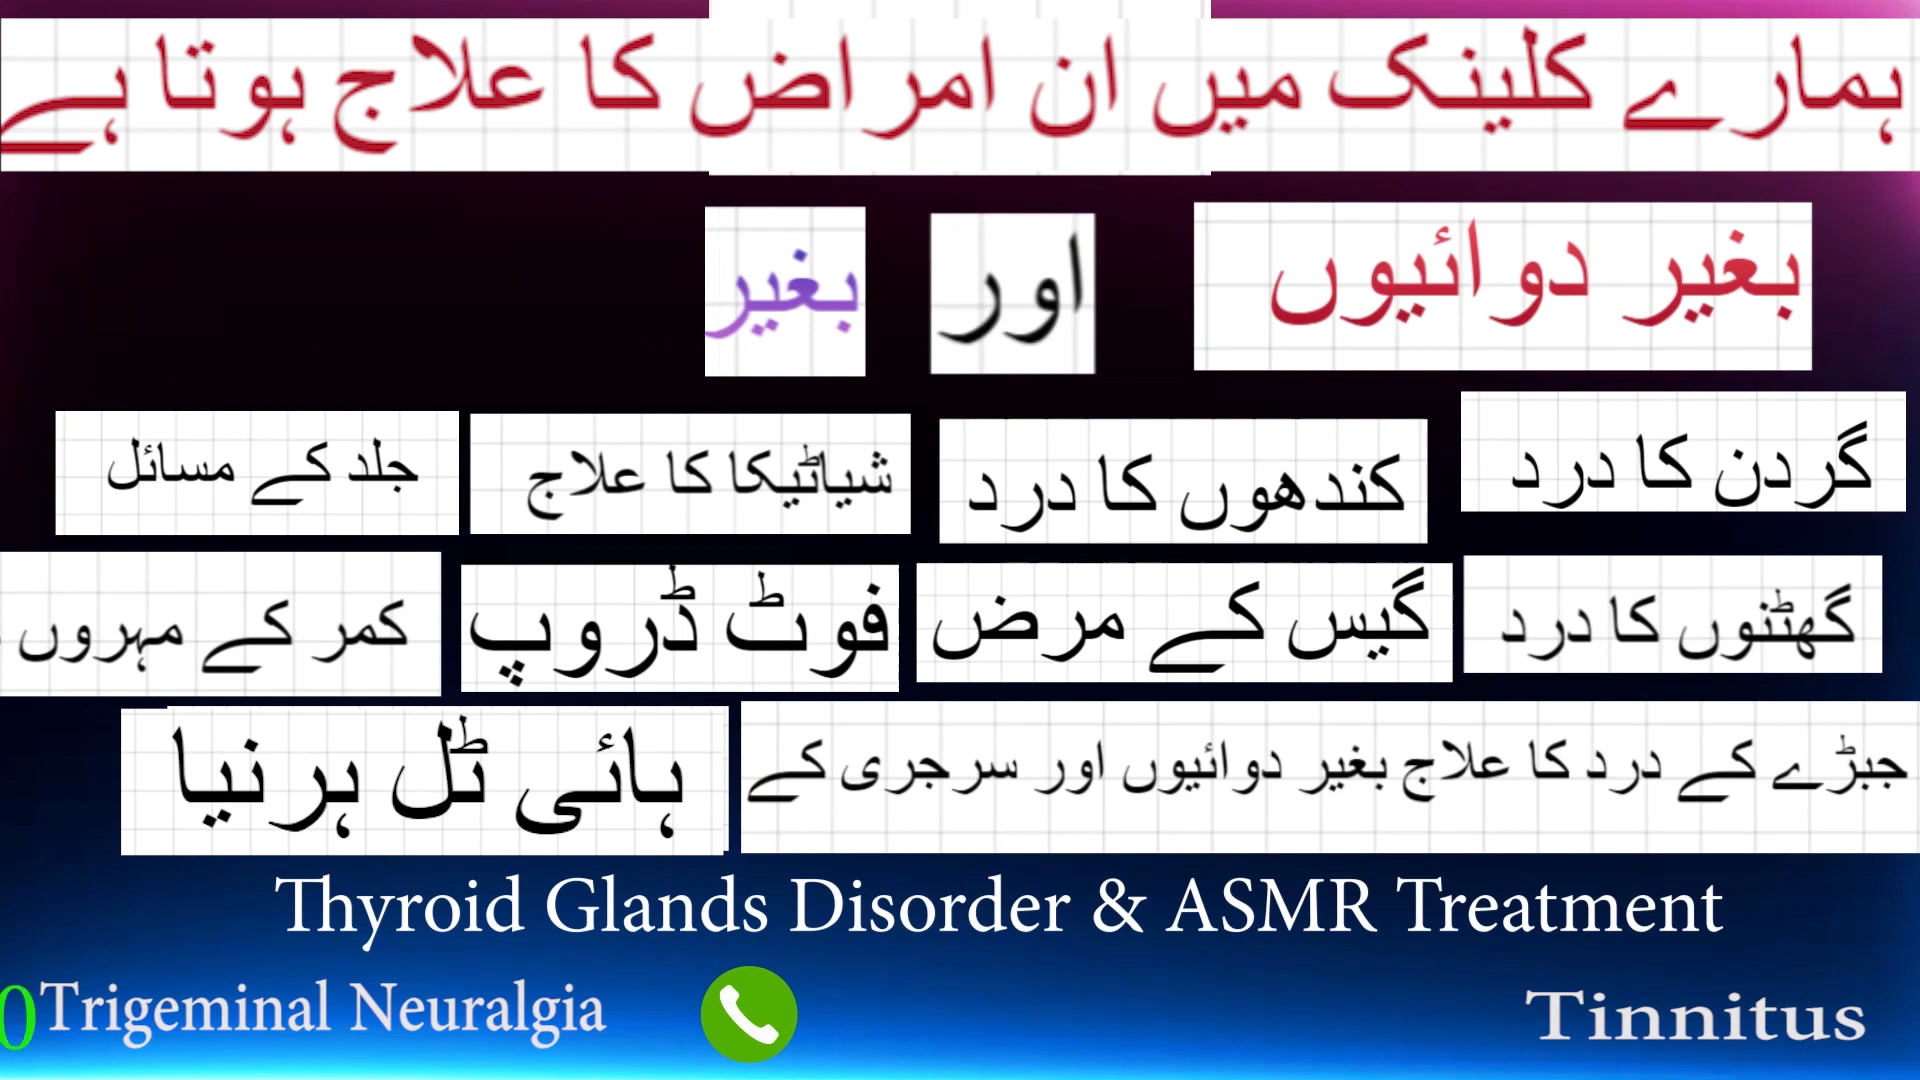 ہمارے کلینک میں ان امراض کا علاج ہوتا ہے
بغیر دوائیوں اور بغیر
گردن کا درد کندھوں کا درد شیاٹیکا کا علاج جلد کے مسائل
گھٹنوں کا درد گیس کے مرض فوٹ ڈروپ کمر کے مہروں
جبڑے کے درد کا علاج بغیر دوائیوں اور سرجری کے ہائی ٹل ہرنیا
Thyroid Glands Disorder & ASMR Treatment
0 Trigeminal Neuralgia Tinnitus